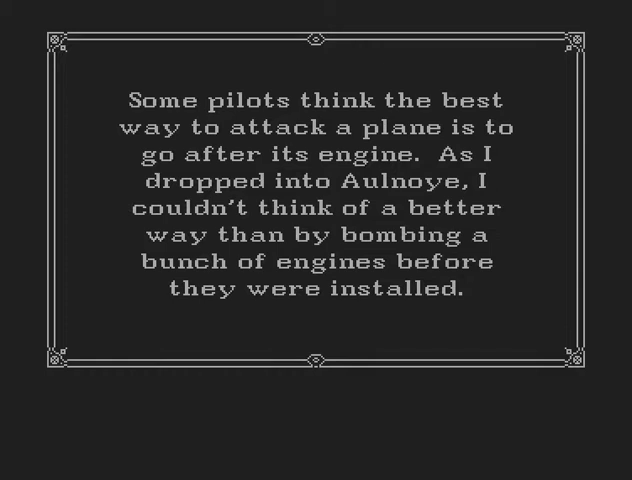 Some pilots think the best
way to attack a plane is to
go after its engine.  As I
dropped into Aulnoye, I
couldn't think of a better
way than by bombing a
bunch of engines before
they were installed.